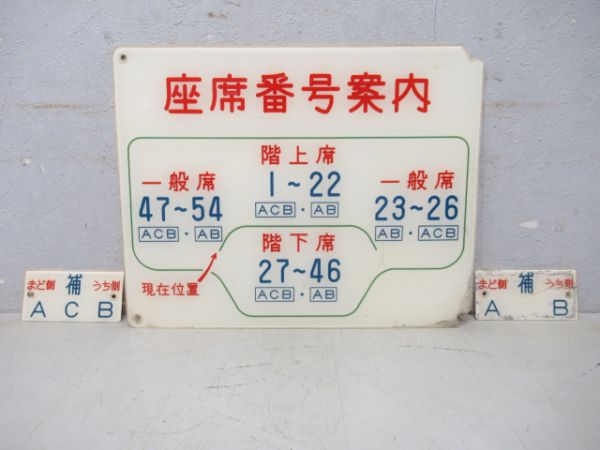 座席番号案内
階上席
1~22
ACB・AB
一般席
47~54
ACB・AB
一般席
23~26
AB・ACB
階下席
27~46
ACB・AB
現在位置
まど側 補 うち側
A C B
まど側 補 うち側
A B